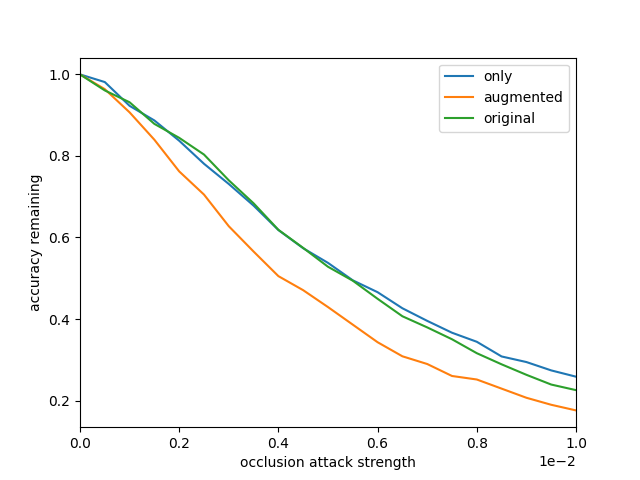 only
augmented
original
1.0
0.8
0.6
0.4
0.2
accuracy remaining
0.0
0.2
0.4
0.6
0.8
1.0
1e−2
occlusion attack strength